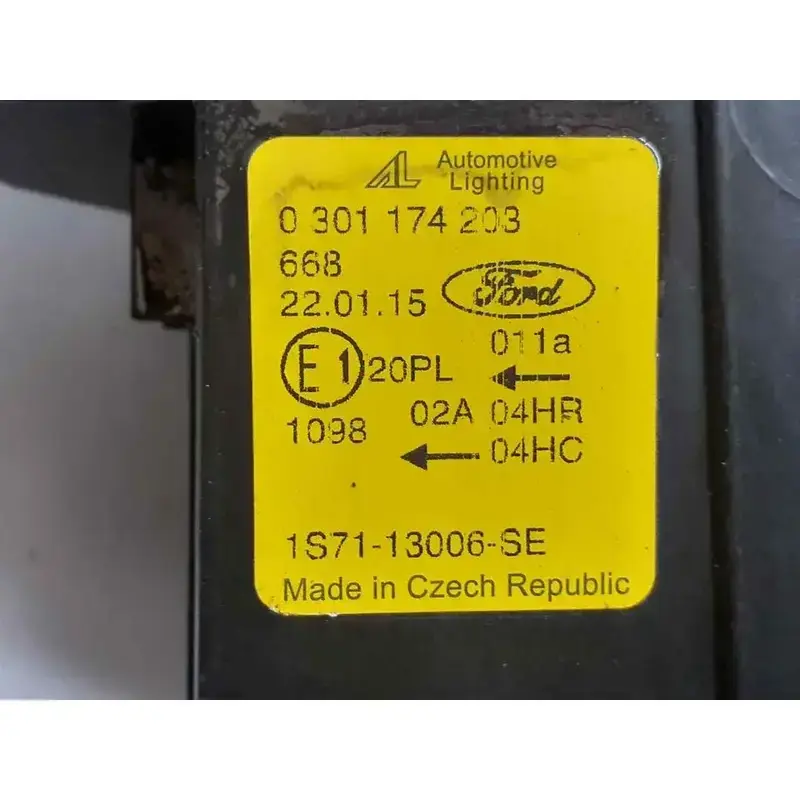 AL Automotive
Lighting
0 301 174 203
668
22.01.15
Ford
011a
E1 20PL
02A 04HR
1098
04HC
1S71-13006-SE
Made in Czech Republic